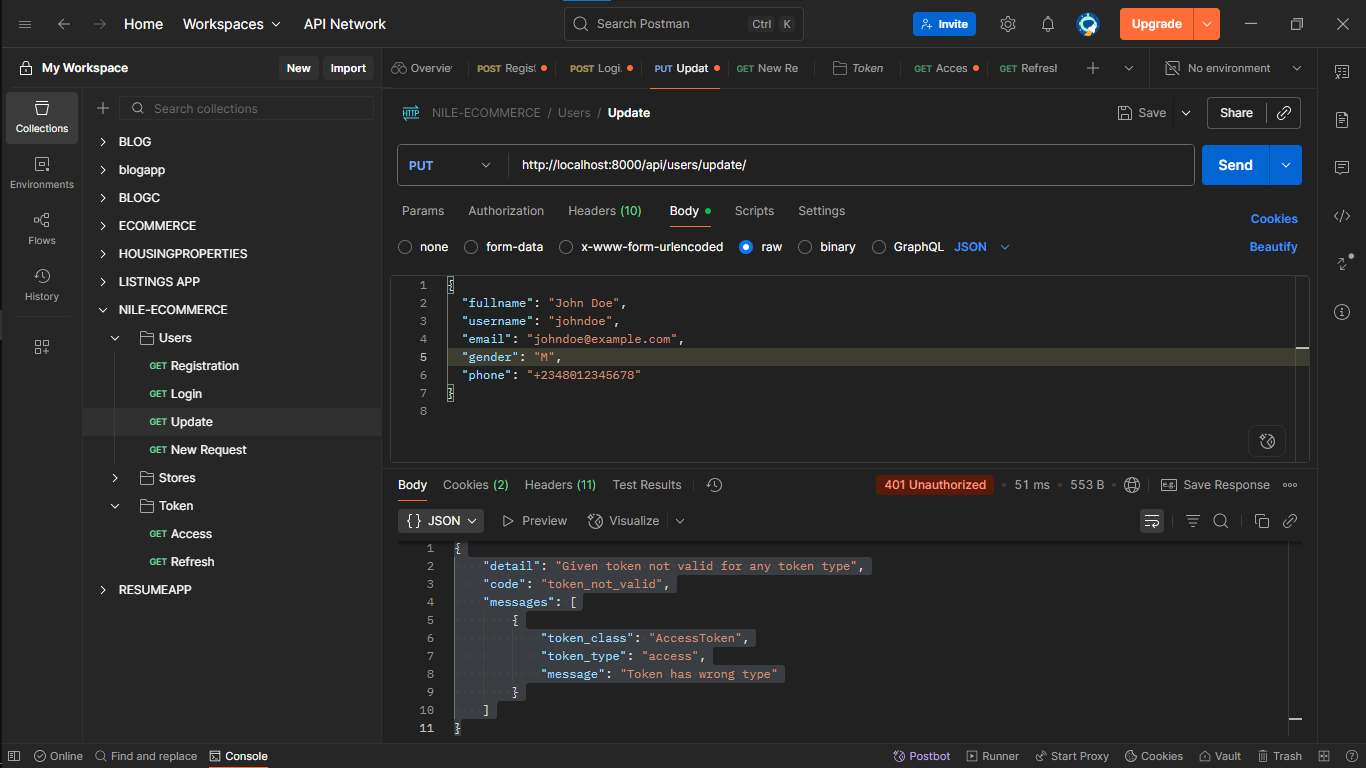 Home Workspaces API Network Search Postman Ctrl K Invite Upgrade
My Workspace New Import Overvie POST Regist POST Logi PUT Updat GET New Re Token GET Acces GET Refresl No environment
Collections
Environments
Flows
History
Search collections
BLOG
blogapp
BLOGC
ECOMMERCE
HOUSINGPROPERTIES
LISTINGS APP
NILE-ECOMMERCE
Users
GET Registration
GET Login
GET Update
GET New Request
Stores
Token
GET Access
GET Refresh
RESUMEAPP
HTTP NILE-ECOMMERCE / Users / Update Save Share
PUT http://localhost:8000/api/users/update/ Send
Params Authorization Headers (10) Body Scripts Settings Cookies
none form-data x-www-form-urlencoded raw binary GraphQL JSON Beautify
1 {
2 "fullname": "John Doe",
3 "username": "johndoe",
4 "email": "johndoe@example.com",
5 "gender": "M",
6 "phone": "+2348012345678"
7 }
8
Body Cookies (2) Headers (11) Test Results 401 Unauthorized 51 ms 553 B e.g. Save Response
{} JSON Preview Visualize
1 {
2 "detail": "Given token not valid for any token type",
3 "code": "token_not_valid",
4 "messages": [
5 {
6 "token_class": "AccessToken",
7 "token_type": "access",
8 "message": "Token has wrong type"
9 }
10 ]
11 }
Online Find and replace Console Postbot Runner Start Proxy Cookies Vault Trash